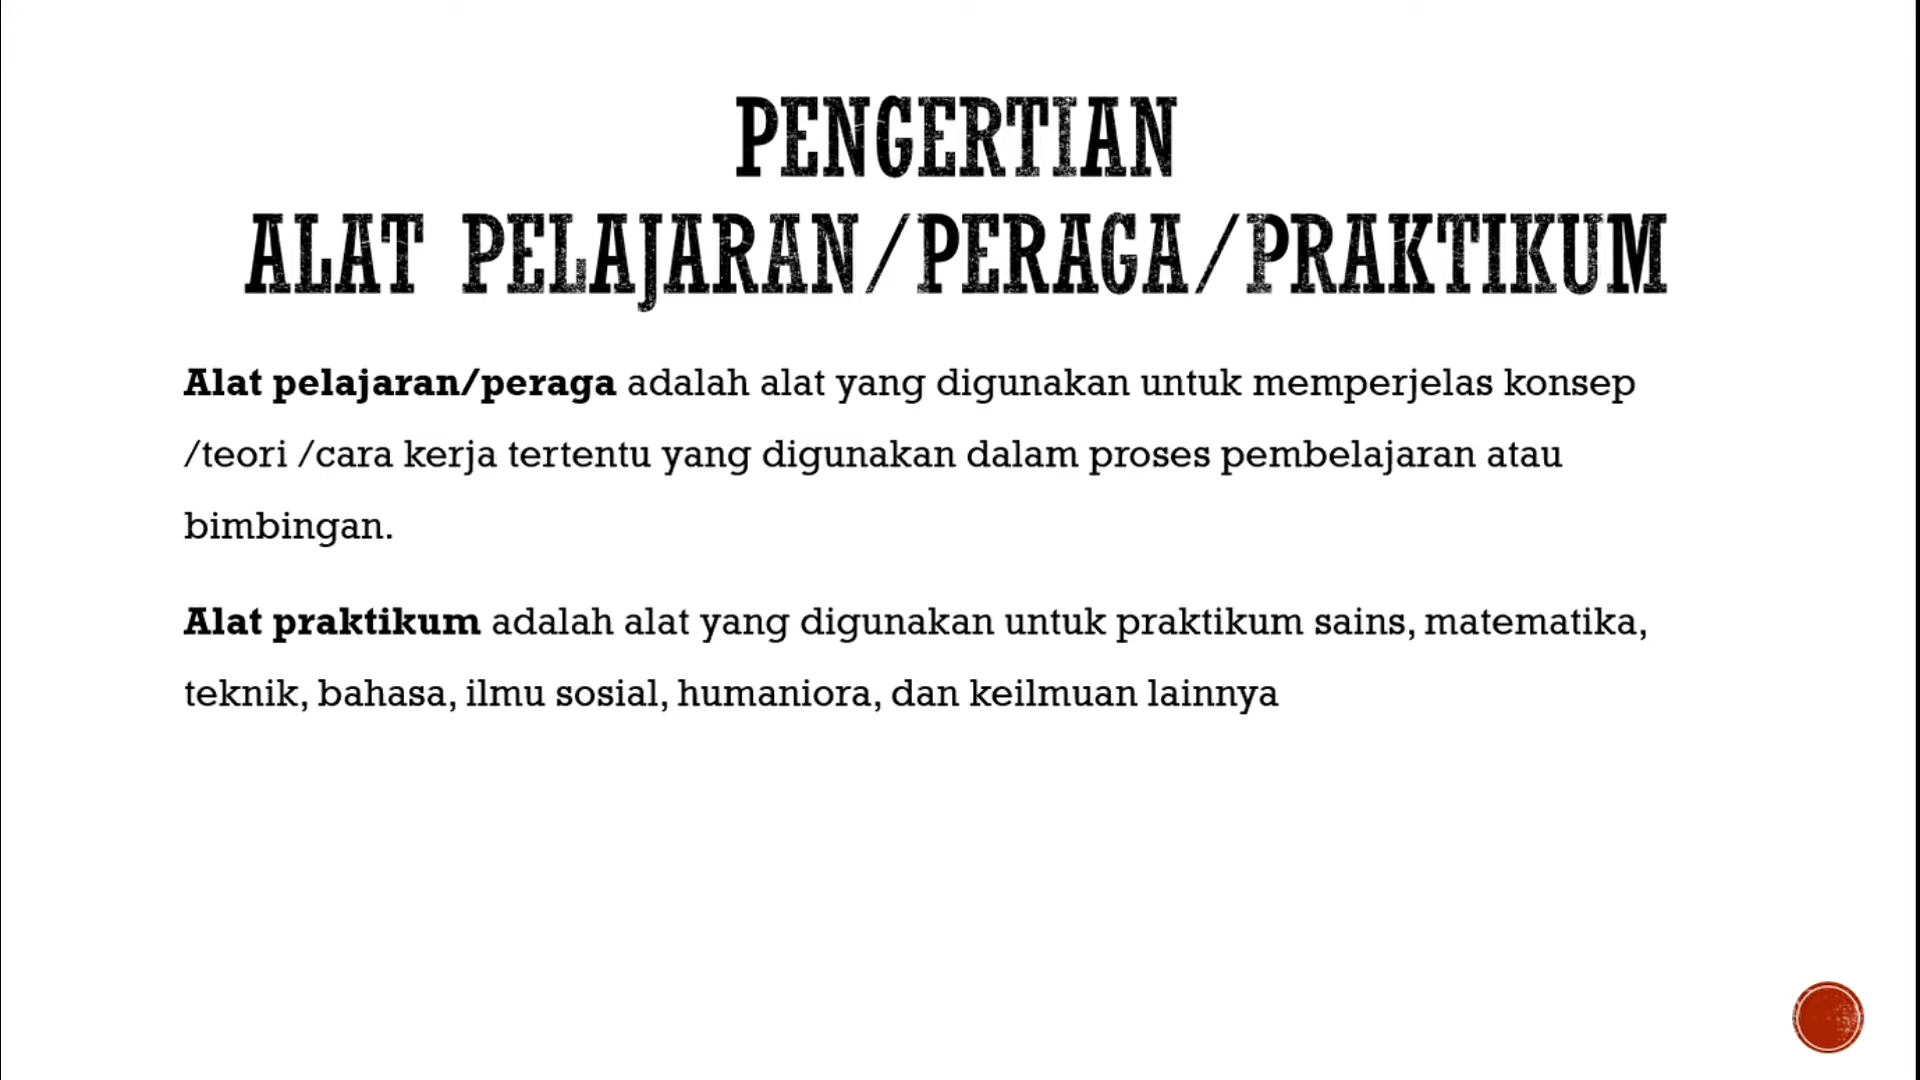 PENGERTIAN
ALAT PELAJARAN/PERAGA/PRAKTIKUM
Alat pelajaran/peraga adalah alat yang digunakan untuk memperjelas konsep
/teori /cara kerja tertentu yang digunakan dalam proses pembelajaran atau
bimbingan.
Alat praktikum adalah alat yang digunakan untuk praktikum sains, matematika,
teknik, bahasa, ilmu sosial, humaniora, dan keilmuan lainnya